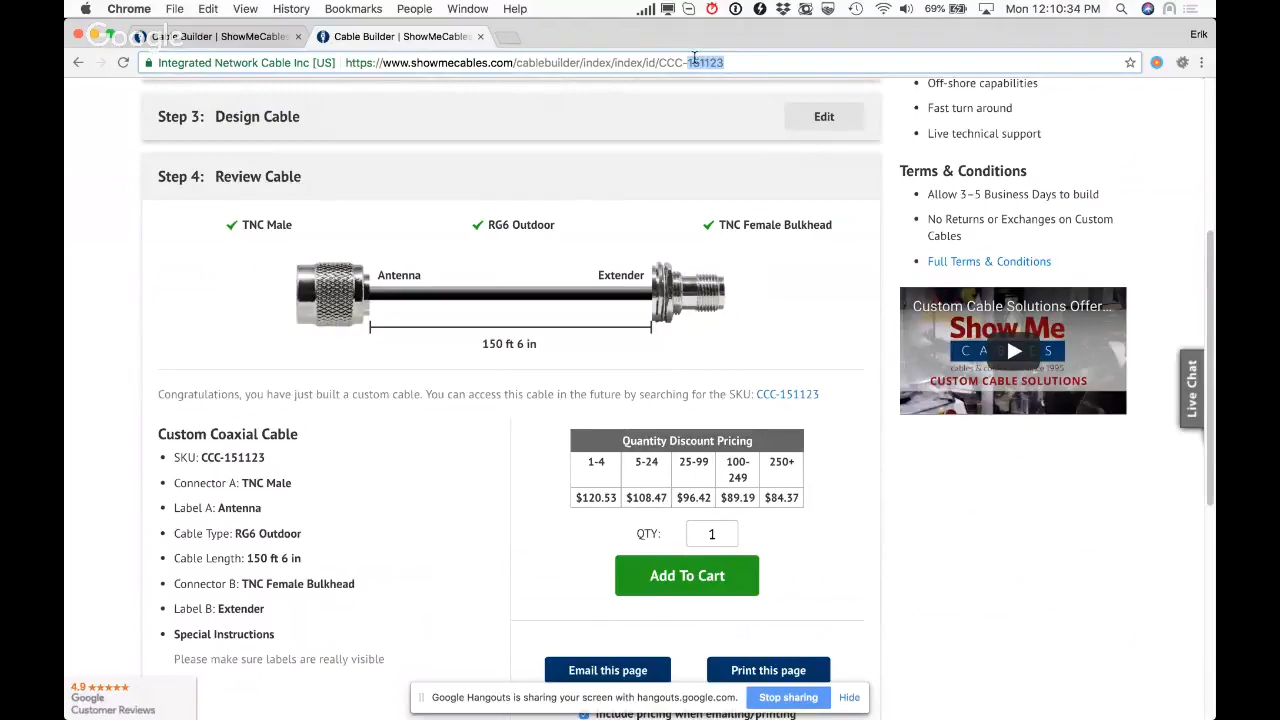 Chrome File Edit View History Bookmarks People Window Help 69% Mon 12:10:34 PM
Google
Cable Builder | ShowMeCables × Cable Builder | ShowMeCables × Erik
Integrated Network Cable Inc [US] https://www.showmecables.com/cablebuilder/index/index/id/CCC-151123
Step 3: Design Cable Edit
Step 4: Review Cable
TNC Male RG6 Outdoor TNC Female Bulkhead
Antenna Extender
150 ft 6 in
Congratulations, you have just built a custom cable. You can access this cable in the future by searching for the SKU: CCC-151123
Custom Coaxial Cable
• SKU: CCC-151123
• Connector A: TNC Male
• Label A: Antenna
• Cable Type: RG6 Outdoor
• Cable Length: 150 ft 6 in
• Connector B: TNC Female Bulkhead
• Label B: Extender
• Special Instructions
Please make sure labels are really visible
Quantity Discount Pricing
1-4 5-24 25-99 100-249 250+
$120.53 $108.47 $96.42 $89.19 $84.37
QTY: 1
Add To Cart
Email this page Print this page
Include pricing when emailing/printing
• Off-shore capabilities
• Fast turn around
• Live technical support
Terms & Conditions
• Allow 3–5 Business Days to build
• No Returns or Exchanges on Custom
Cables
• Full Terms & Conditions
Custom Cable Solutions Offer...
Show Me
CABLES
cables & co since 1995
CUSTOM CABLE SOLUTIONS
Live Chat
4.9 ★★★★★
Google
Customer Reviews
Google Hangouts is sharing your screen with hangouts.google.com. Stop sharing Hide